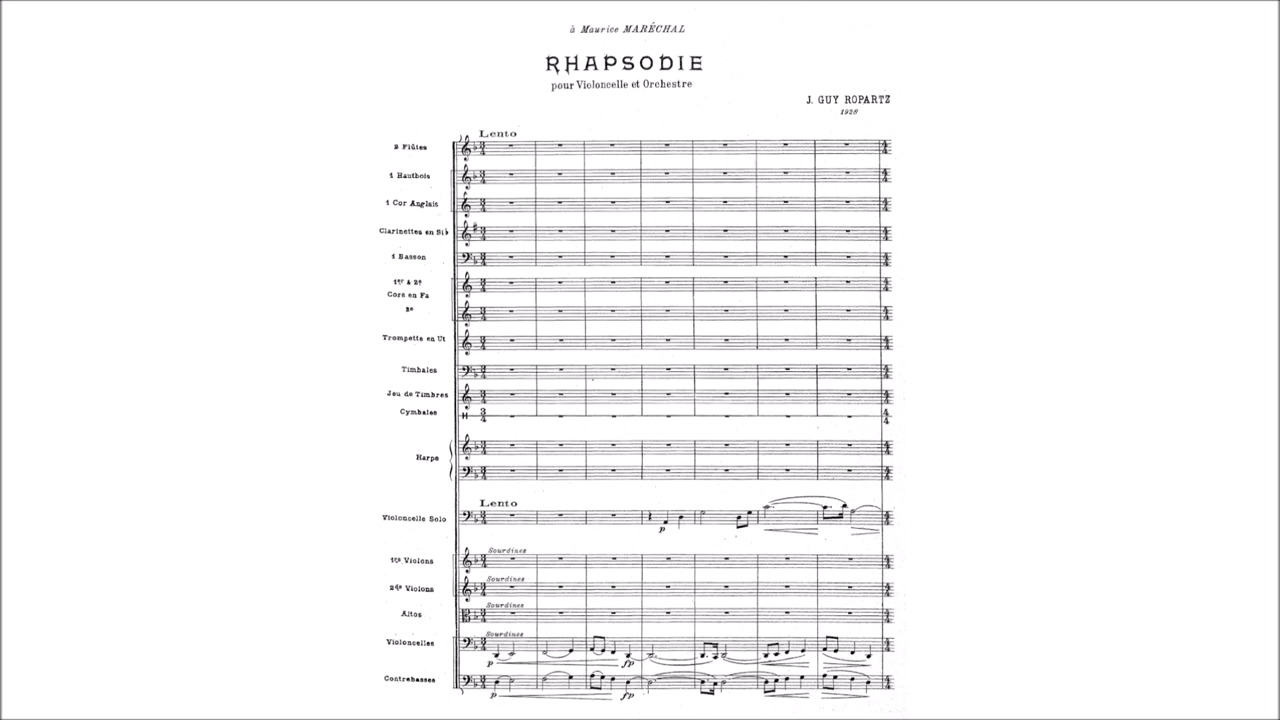 à Maurice MARÉCHAL
RHAPSODIE
pour Violoncelle et Orchestre
J. GUY ROPARTZ
1928
Lento
2 Flûtes
1 Hautbois
1 Cor Anglais
Clarinettes en Si♭
1 Basson
1er & 2e
Cors en Fa
3e
Trompette en Ut
Timbales
Jeu de Timbres
Cymbales
Harpe
Lento
Violoncelle Solo
p
Sourdines
1ers Violons
Sourdines
2ds Violons
Sourdines
Altos
Sourdines
Violoncelles
p fp
Contrebasses
p fp